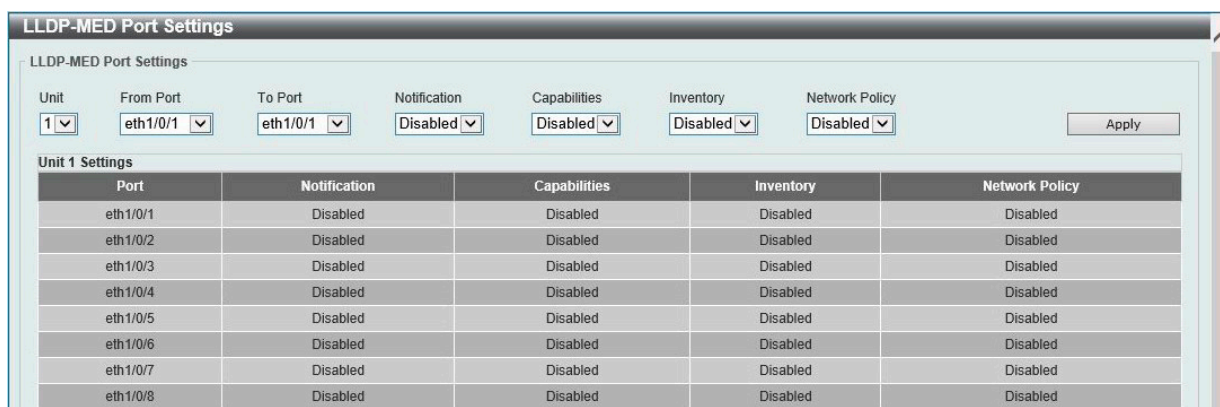 LLDP-MED Port Settings
LLDP-MED Port Settings
Unit From Port To Port Notification Capabilities Inventory Network Policy
1 eth1/0/1 eth1/0/1 Disabled Disabled Disabled Disabled Apply
Unit 1 Settings
Port Notification Capabilities Inventory Network Policy
eth1/0/1 Disabled Disabled Disabled Disabled
eth1/0/2 Disabled Disabled Disabled Disabled
eth1/0/3 Disabled Disabled Disabled Disabled
eth1/0/4 Disabled Disabled Disabled Disabled
eth1/0/5 Disabled Disabled Disabled Disabled
eth1/0/6 Disabled Disabled Disabled Disabled
eth1/0/7 Disabled Disabled Disabled Disabled
eth1/0/8 Disabled Disabled Disabled Disabled